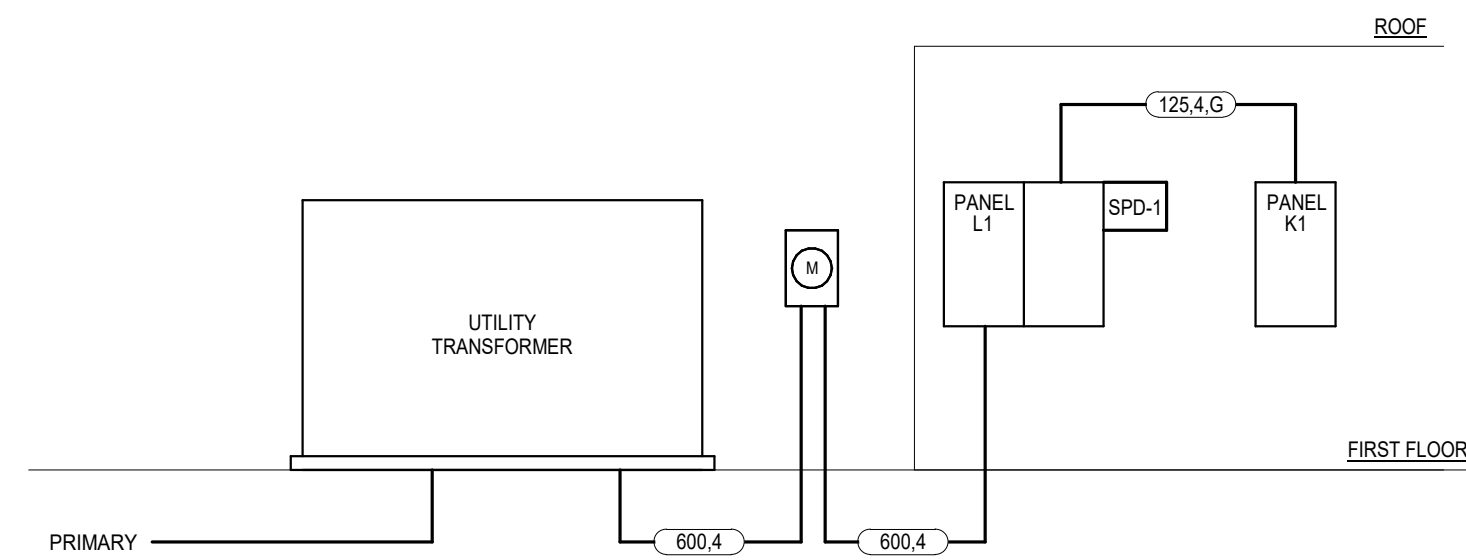 ROOF
125,4,G
PANEL
L1
SPD-1
PANEL
K1
M
UTILITY
TRANSFORMER
FIRST FLOOR
PRIMARY
600,4
600,4